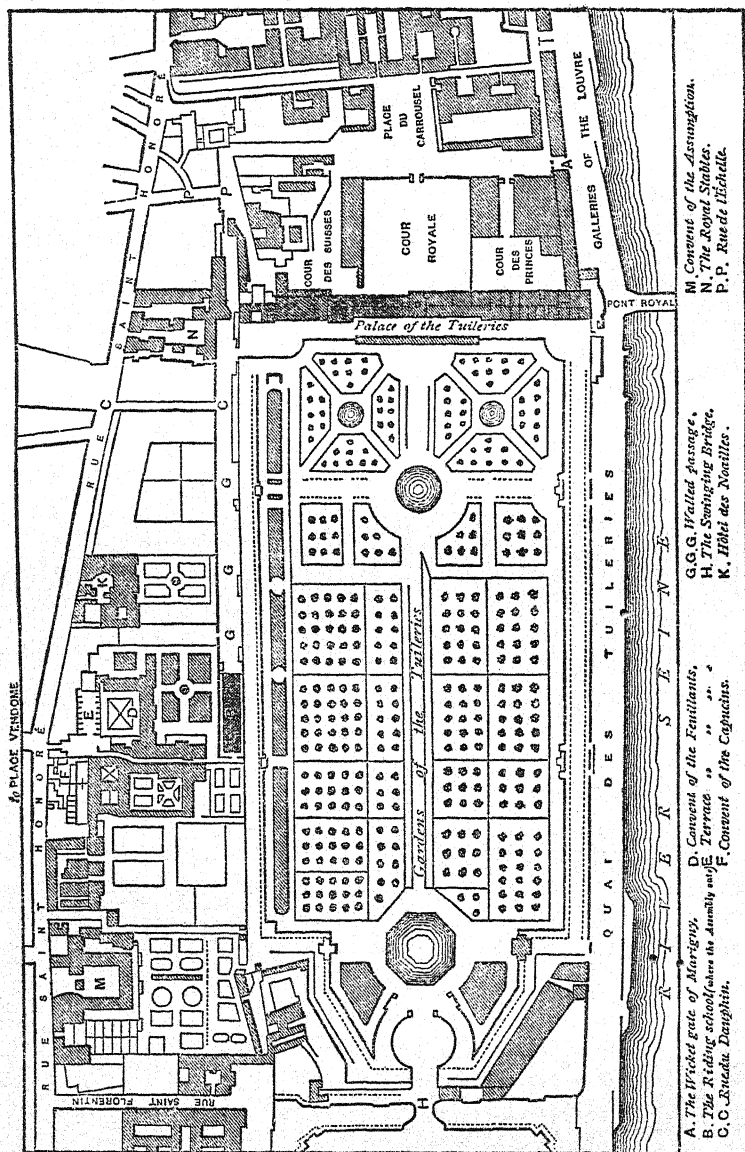 to PLACE VENDOME
RUE SAINT HONORÉ
RUE SAINT HONORÉ
RUE SAINT FLORENTIN
M
F
E
D
K
C
C
G
G
G
N
P
P
H
A
COUR
DES SUISSES
COUR
ROYALE
COUR
DES
PRINCES
PLACE
DU
CARROUSEL
GALLERIES OF THE LOUVRE
Palace of the Tuileries
PONT ROYAL
Gardens of the Tuileries
QUAI DES TUILERIES
RIVER SEINE
A. The Wicket gate of Marigny.
B. The Riding school (where the Assembly sat)
C. C. Rue du Dauphin.
D. Convent of the Feuillants.
E. Terrace „ „ „ „
F. Convent of the Capucins.
G.G.G. Walled passage.
H. The Swinging Bridge.
K. Hôtel des Noailles.
M. Convent of the Assumption.
N. The Royal Stables.
P.P. Rue de l'Echelle.